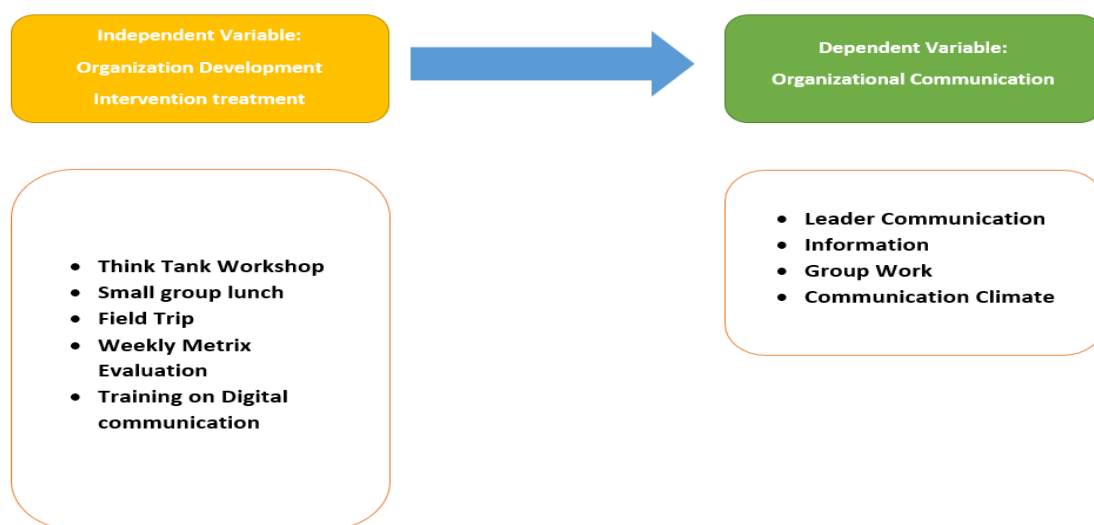 Independent Variable:
Organization Development
Intervention treatment
Dependent Variable:
Organizational Communication
• Think Tank Workshop
• Small group lunch
• Field Trip
• Weekly Metrix
Evaluation
• Training on Digital
communication
• Leader Communication
• Information
• Group Work
• Communication Climate